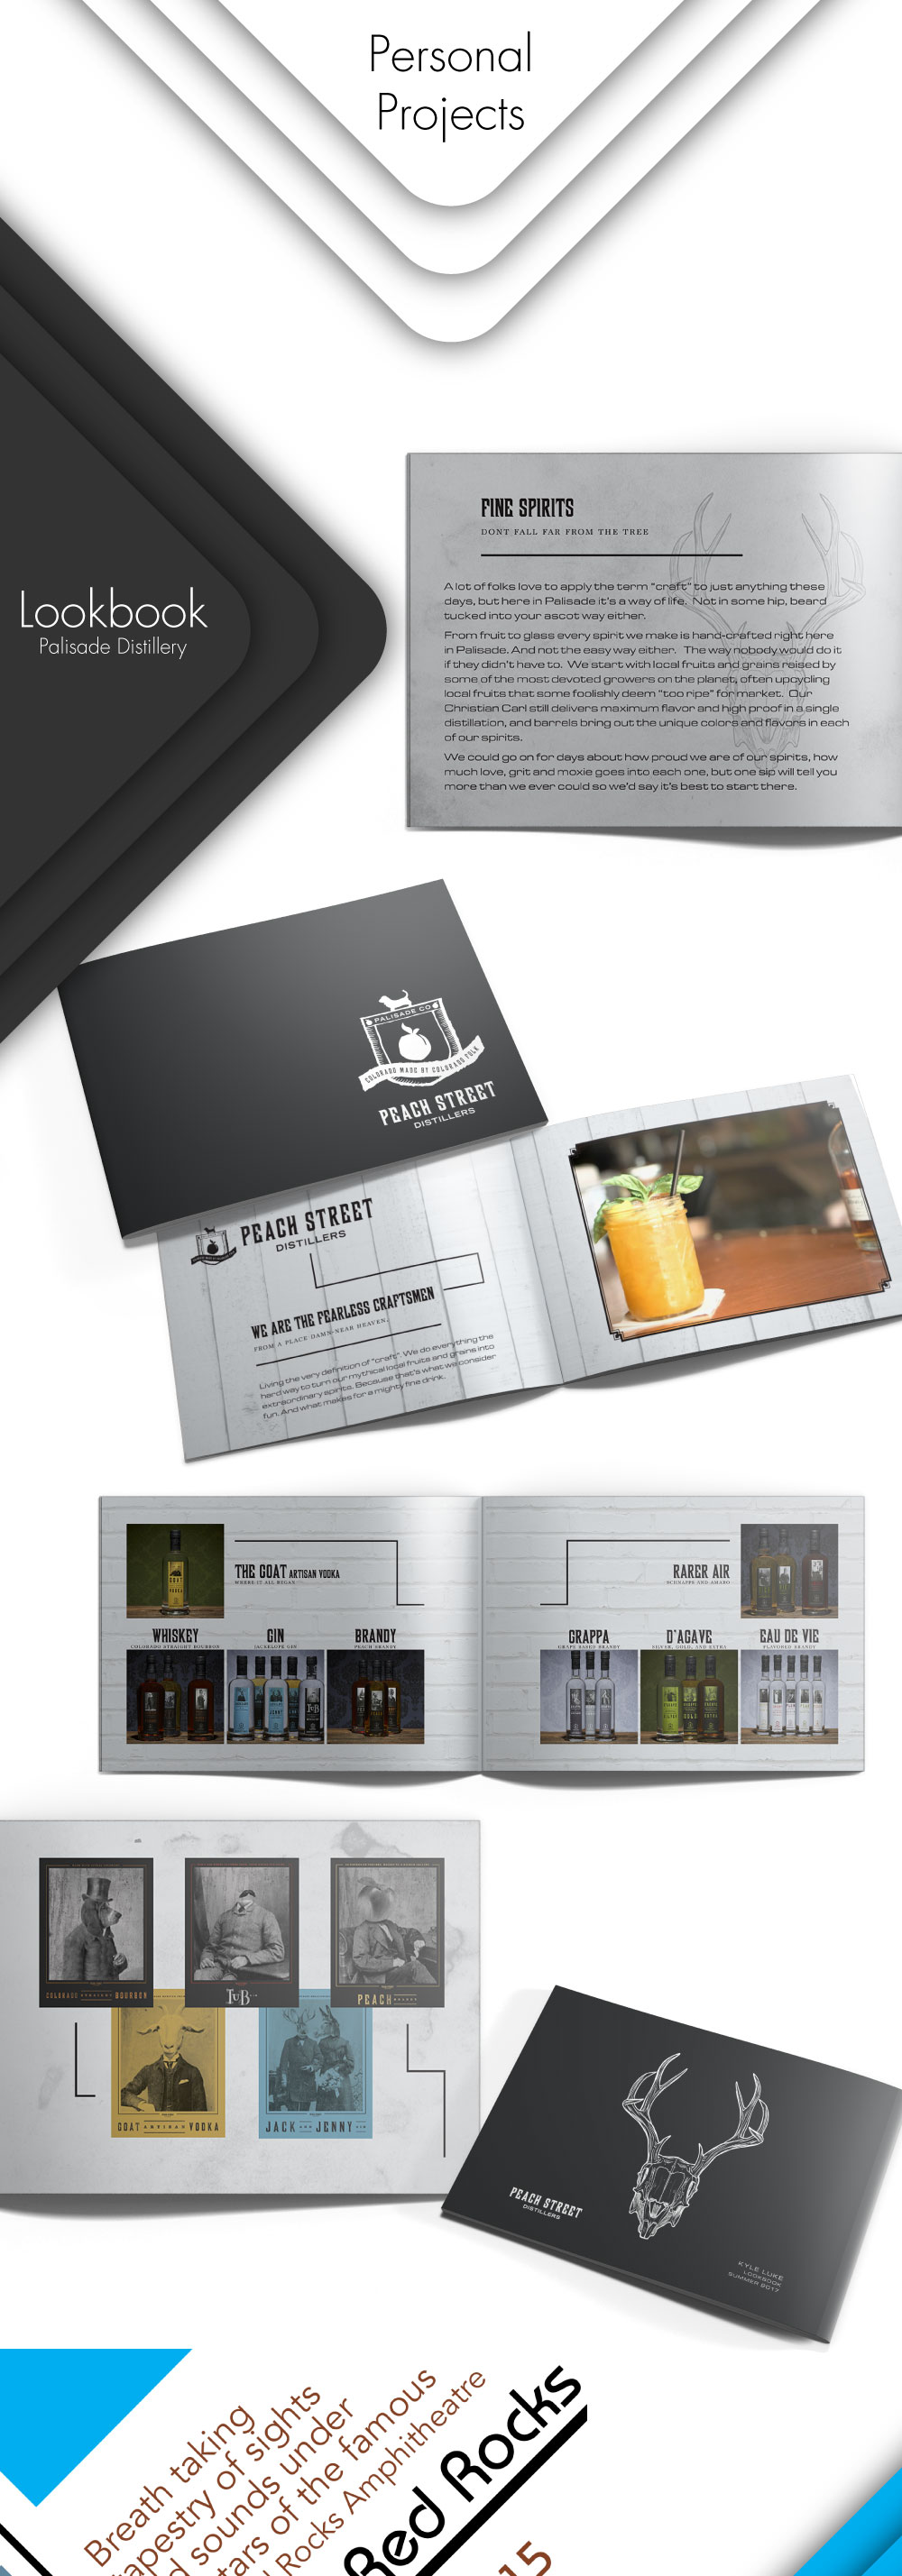 Personal
Projects
Lookbook
Palisade Distillery
FINE SPIRITS
DONT FALL FAR FROM THE TREE
A lot of folks love to apply the term "craft" to just anything these
days, but here in Palisade it's a way of life. Not in some hip, beard
tucked into your ascot way either.
From fruit to glass every spirit we make is hand-crafted right here
in Palisade. And not the easy way either. The way nobody would do it
if they didn't have to. We start with local fruits and grains raised by
some of the most devoted growers on the planet, often upcycling
local fruits that some foolishly deem "too ripe" for market. Our
Christian Carl still delivers maximum flavor and high proof in a single
distillation, and barrels bring out the unique colors and flavors in each
of our spirits.
We could go on for days about how proud we are of our spirits, how
much love, grit and moxie goes into each one, but one sip will tell you
more than we ever could so we'd say it's best to start there.
PALISADE CO
COLORADO MADE BY COLORADO FOLK
PEACH STREET
DISTILLERS
PEACH STREET
DISTILLERS
WE ARE THE FEARLESS CRAFTSMEN
FROM A PLACE DAMN-NEAR HEAVEN.
Living the very definition of "craft". We do everything the
hard way to turn our mythical local fruits and grains into
extraordinary spirits. Because that's what we consider
fun. And what makes for a mighty fine drink.
THE GOAT ARTISAN VODKA
WHERE IT ALL BEGAN
RARER AIR
SCHNAPPS AND AMARO
WHISKEY
COLORADO STRAIGHT BOURBON
GIN
JACKELOPE GIN
BRANDY
PEACH BRANDY
GRAPPA
GRAPE BASED BRANDY
D'AGAVE
SILVER, GOLD, AND EXTRA
EAU DE VIE
FLAVORED BRANDY
COLORADO STRAIGHT BOURBON
TUB GIN
PEACH BRANDY
GOAT ARTISAN VODKA
JACK AND JENNY GIN
PEACH STREET
DISTILLERS
KYLE LUKE
LOOKBOOK
SUMMER 2017
Breath taking
tapestry of sights
d sounds under
tars of the famous
Rocks Amphitheatre
Red Rocks
15